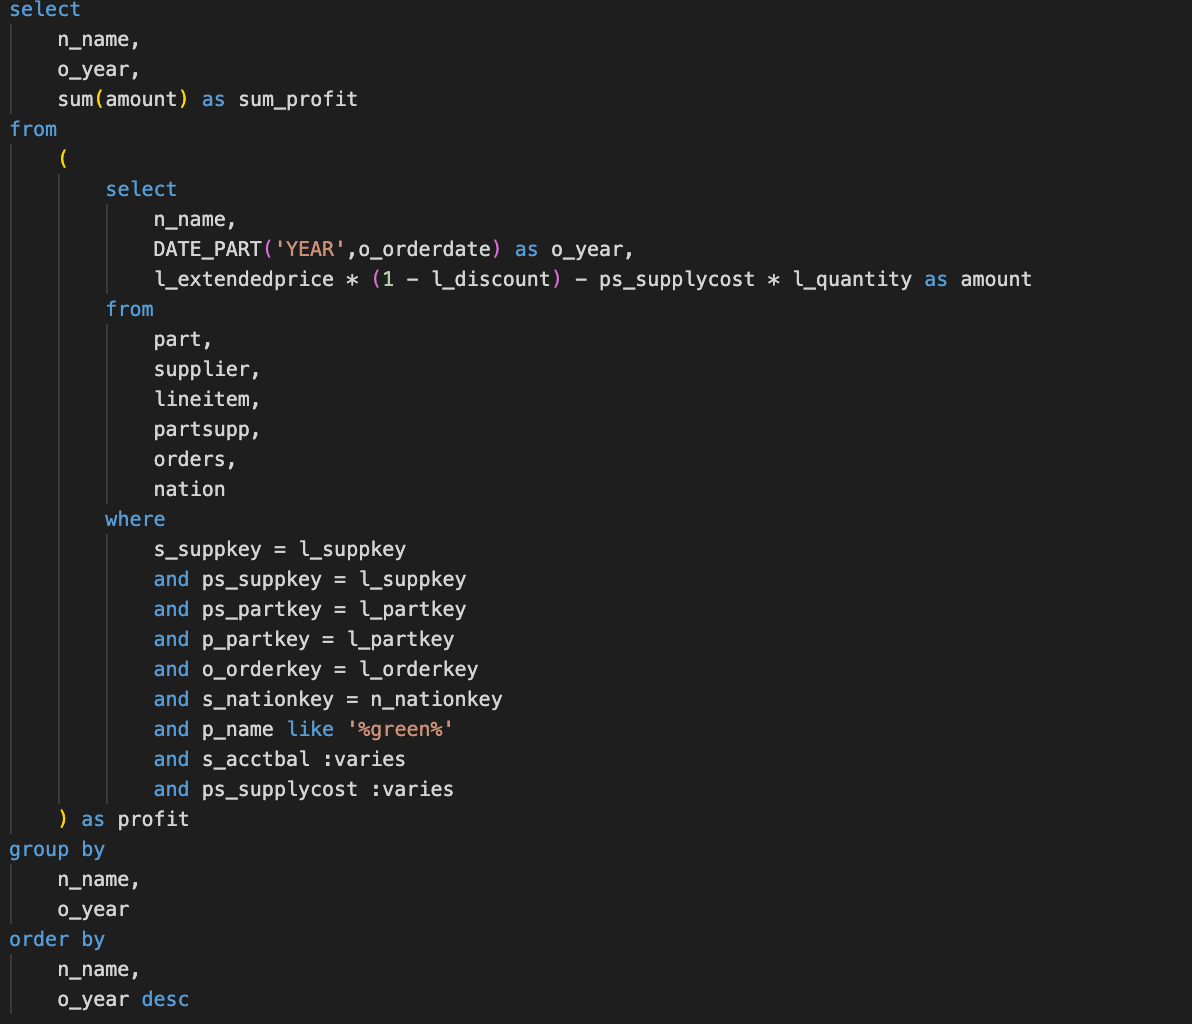 select
    n_name,
    o_year,
    sum(amount) as sum_profit
from
    (
        select
            n_name,
            DATE_PART('YEAR',o_orderdate) as o_year,
            l_extendedprice * (1 - l_discount) - ps_supplycost * l_quantity as amount
        from
            part,
            supplier,
            lineitem,
            partsupp,
            orders,
            nation
        where
            s_suppkey = l_suppkey
            and ps_suppkey = l_suppkey
            and ps_partkey = l_partkey
            and p_partkey = l_partkey
            and o_orderkey = l_orderkey
            and s_nationkey = n_nationkey
            and p_name like '%green%'
            and s_acctbal :varies
            and ps_supplycost :varies
    ) as profit
group by
    n_name,
    o_year
order by
    n_name,
    o_year desc